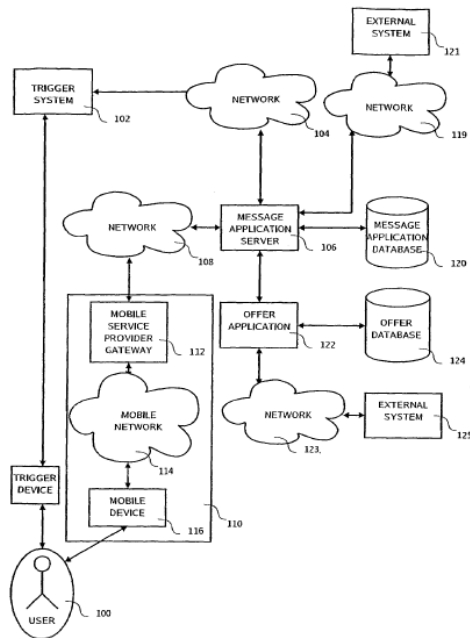 EXTERNAL
SYSTEM
121
TRIGGER
SYSTEM
102
NETWORK
104
NETWORK
119
NETWORK
108
MESSAGE
APPLICATION
SERVER
106
MESSAGE
APPLICATION
DATABASE
120
MOBILE
SERVICE
PROVIDER
GATEWAY
112
OFFER
APPLICATION
122
OFFER
DATABASE
124
MOBILE
NETWORK
114
NETWORK
123
EXTERNAL
SYSTEM
125
TRIGGER
DEVICE
MOBILE
DEVICE
116
110
USER
100